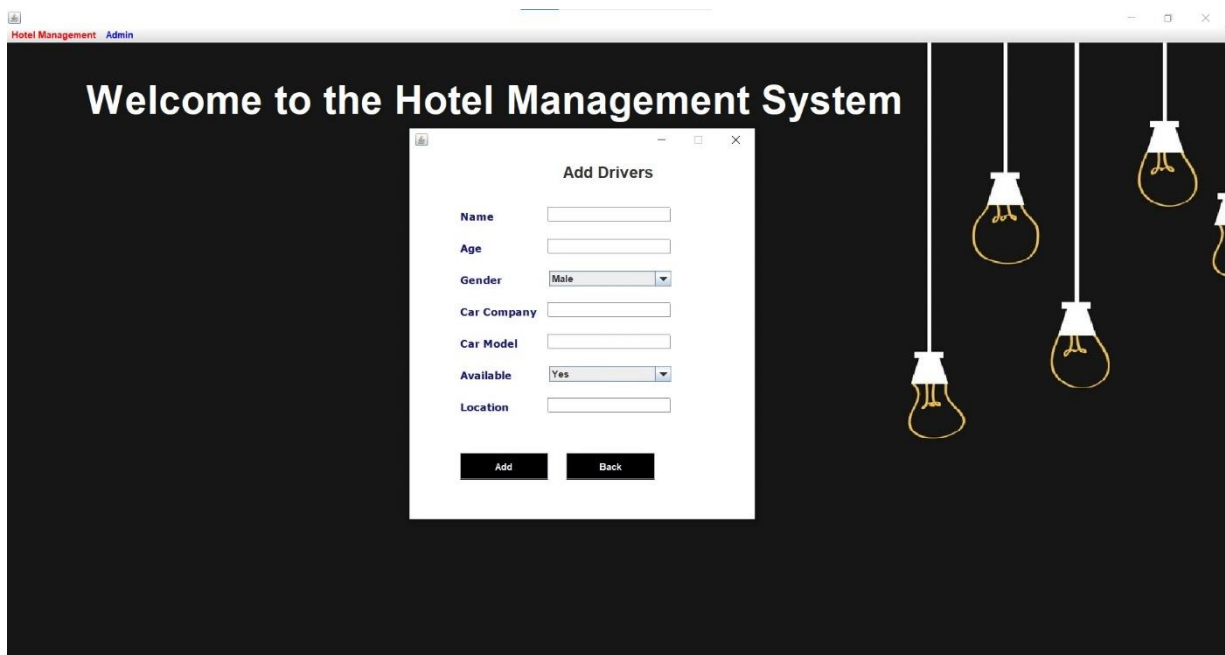 Hotel Management Admin
Welcome to the Hotel Management System
Add Drivers
Name
Age
Gender Male
Car Company
Car Model
Available Yes
Location
Add Back